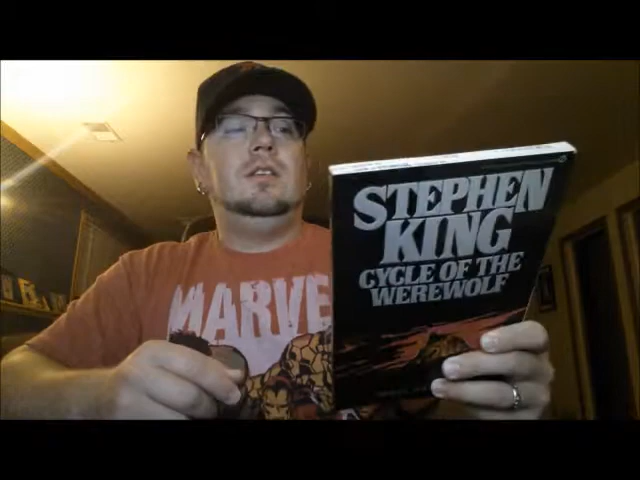 STEPHEN
KING
CYCLE OF THE
WEREWOLF
MARVEL